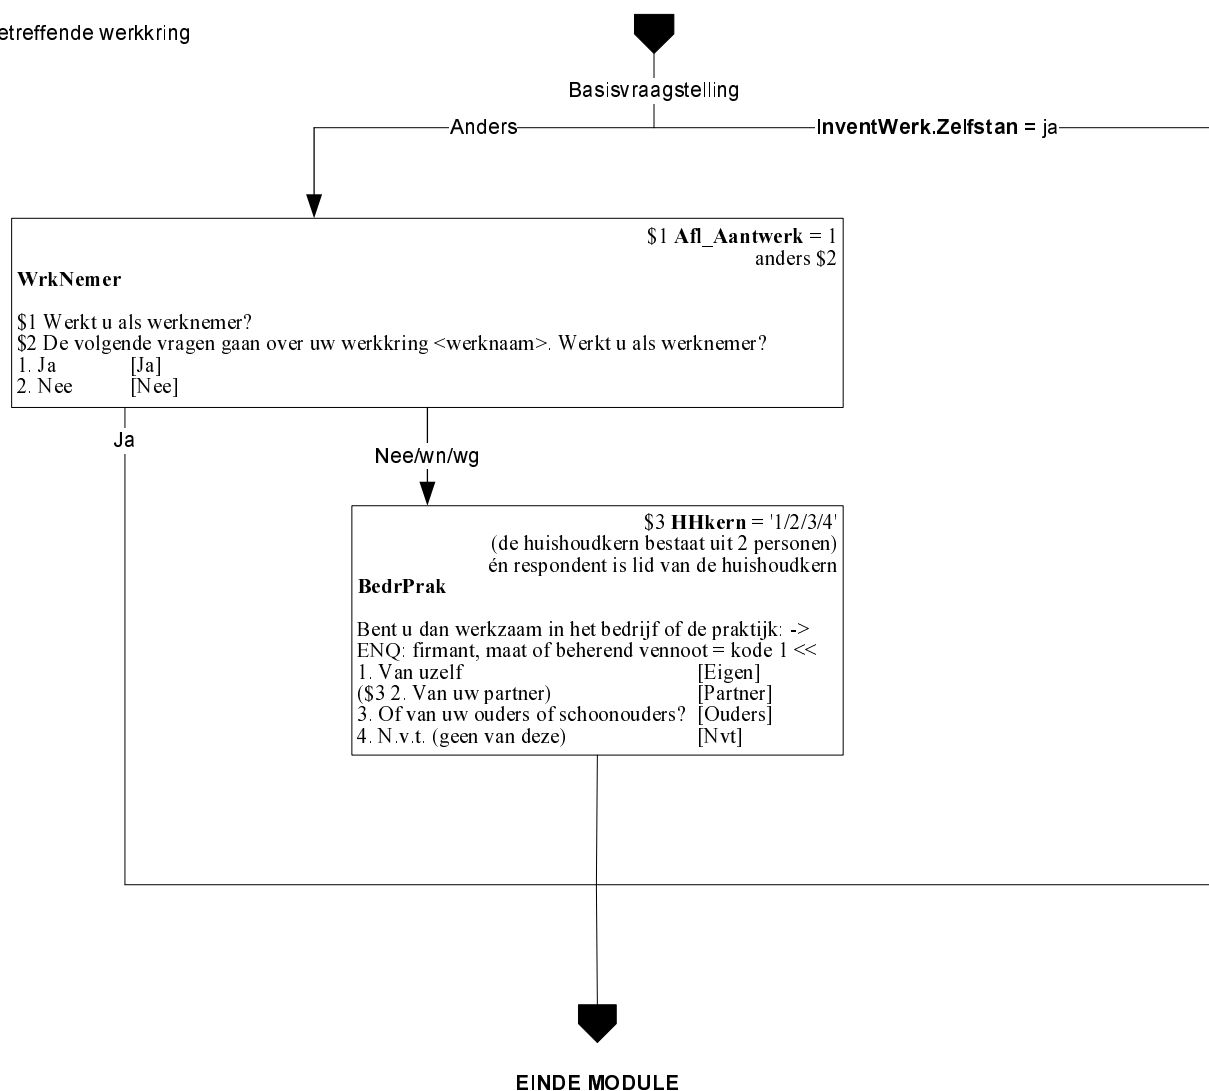 etreffende werkkring
Basisvraagstelling
Anders
InventWerk.Zelfstan = ja
$1 Afl_Aantwerk = 1
anders $2
WrkNemer
$1 Werkt u als werknemer?
$2 De volgende vragen gaan over uw werkkring <werknaam>. Werkt u als werknemer?
1. Ja [Ja]
2. Nee [Nee]
Ja
Nee/wn/wg
$3 HHkern = '1/2/3/4'
(de huishoudkern bestaat uit 2 personen)
én respondent is lid van de huishoudkern
BedrPrak
Bent u dan werkzaam in het bedrijf of de praktijk: ->
ENQ: firmant, maat of beherend vennoot = kode 1 <<
1. Van uzelf [Eigen]
($3 2. Van uw partner) [Partner]
3. Of van uw ouders of schoonouders? [Ouders]
4. N.v.t. (geen van deze) [Nvt]
EINDE MODULE